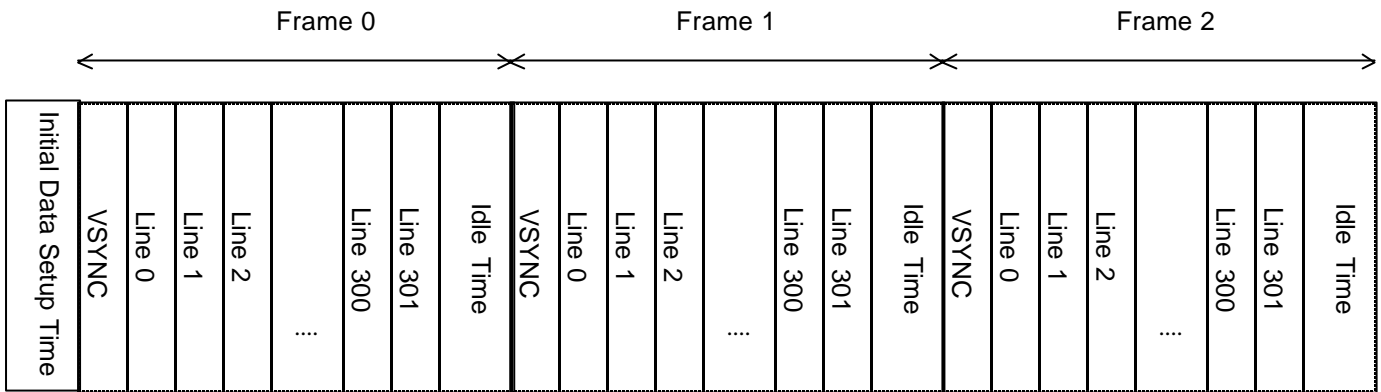 Frame 0
Frame 1
Frame 2
Initial Data Setup Time
VSYNC
Line 0
Line 1
Line 2
....
Line 300
Line 301
Idle Time
VSYNC
Line 0
Line 1
Line 2
....
Line 300
Line 301
Idle Time
VSYNC
Line 0
Line 1
Line 2
....
Line 300
Line 301
Idle Time